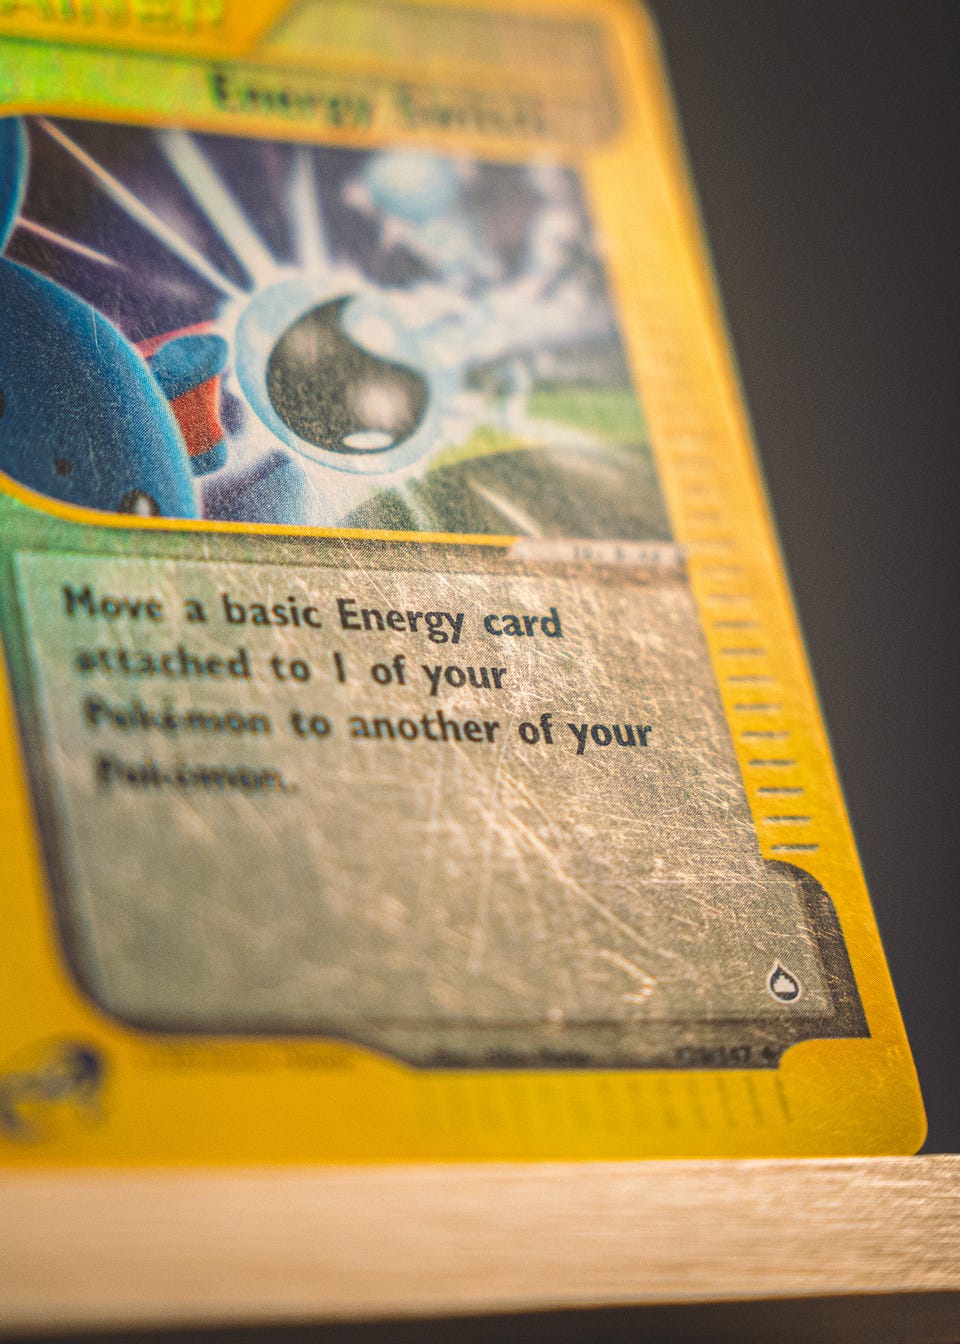 Energy Switch
Move a basic Energy card
attached to 1 of your
Pokémon to another of your
Pokémon.